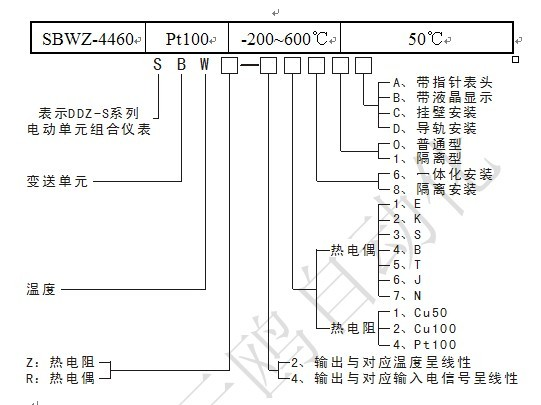 SBWZ-4460 Pt100 -200~600℃ 50℃
S B W □—□□□□□
A、带指针表头
B、带液晶显示
表示DDZ-S系列
电动单元组合仪表
C、挂壁安装
D、导轨安装
0、普通型
1、隔离型
变送单元
6、一体化安装
8、隔离安装
热电偶
1、E
2、K
3、S
4、B
5、T
6、J
7、N
温度
热电阻
1、Cu50
2、Cu100
4、Pt100
Z：热电阻
R：热电偶
2、输出与对应温度呈线性
4、输出与对应输入电信号呈线性
鸥自动化